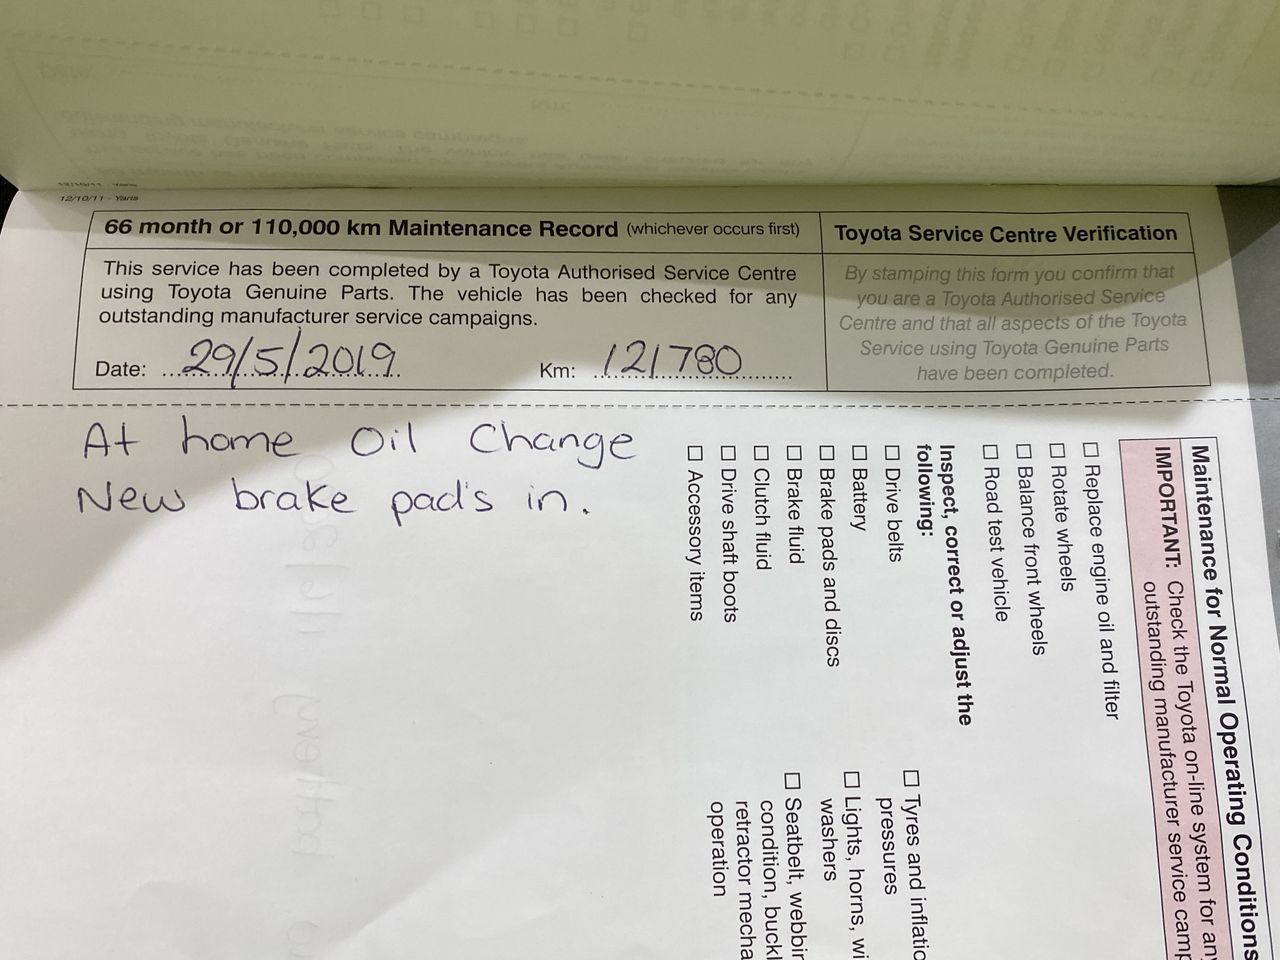 12/10/11 - Yaris
66 month or 110,000 km Maintenance Record (whichever occurs first)
This service has been completed by a Toyota Authorised Service Centre
using Toyota Genuine Parts. The vehicle has been checked for any
outstanding manufacturer service campaigns.
Date: 29/5/2019
Km: 121780
Toyota Service Centre Verification
By stamping this form you confirm that
you are a Toyota Authorised Service
Centre and that all aspects of the Toyota
Service using Toyota Genuine Parts
have been completed.
At home Oil Change
New brake pad's in.
Maintenance for Normal Operating Conditions
IMPORTANT: Check the Toyota on-line system for any
outstanding manufacturer service
Replace engine oil and filter
Rotate wheels
Balance front wheels
Road test vehicle
Inspect, correct or adjust the
following:
Drive belts
Battery
Brake pads and discs
Brake fluid
Clutch fluid
Drive shaft boots
Accessory items
Tyres and
pressures
Lights, horns,
washers
Seatbelt,
condition,
retractor
operation